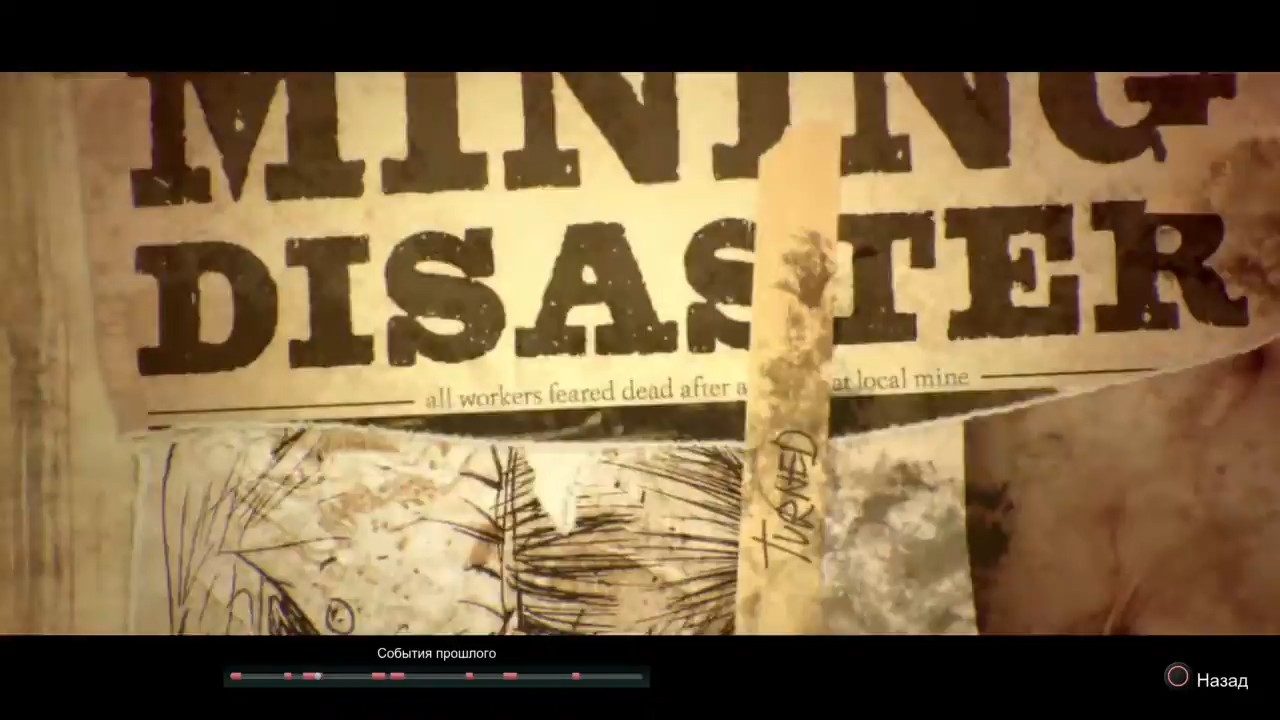 MINING
DISASTER
all workers feared dead after a at local mine
TURNED
События прошлого
Назад